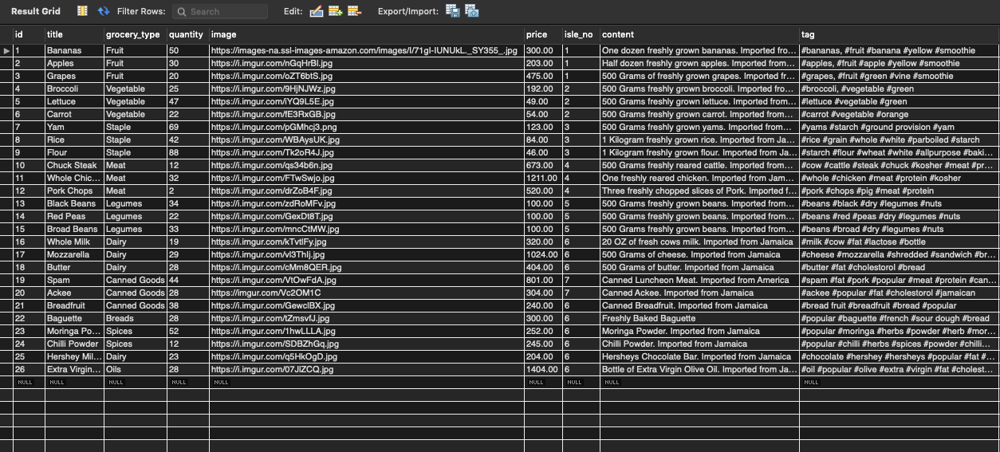 Result Grid Filter Rows: Search Edit: Export/Import:
id title grocery_type quantity image price isle_no content tag
1 Bananas Fruit 50 https://images-na.ssl-images-amazon.com/images/I/71gI-IUNUkL._SY355_.jpg 300.00 1 One dozen freshly grown bananas. Imported fro... #bananas, #fruit #banana #yellow #smoothie
2 Apples Fruit 30 https://i.imgur.com/nGqHrBl.jpg 203.00 1 Half dozen freshly grown apples. Imported from... #apples, #fruit #apple #yellow #smoothie
3 Grapes Fruit 20 https://i.imgur.com/oZT6btS.jpg 475.00 1 500 Grams of freshly grown grapes. Imported fr... #grapes, #fruit #green #vine #smoothie
4 Broccoli Vegetable 25 https://i.imgur.com/9HjNJWz.jpg 192.00 2 500 Grams freshly grown broccoli. Imported fro... #broccoli, #vegetable #green
5 Lettuce Vegetable 47 https://i.imgur.com/iYQ9L5E.jpg 49.00 2 500 Grams freshly grown lettuce. Imported from... #lettuce #vegetable #green
6 Carrot Vegetable 22 https://i.imgur.com/fE3RxGB.jpg 54.00 2 500 Grams freshly grown carrot. Imported from... #carrot #vegetable #orange
7 Yam Staple 69 https://i.imgur.com/pGMhcj3.png 123.00 3 500 Grams freshly grown yams. Imported from... #yams #starch #ground provision #yam
8 Rice Staple 42 https://i.imgur.com/WBAysUK.jpg 84.00 3 1 Kilogram freshly grown rice. Imported from Ja... #rice #grain #whole #white #parboiled #starch
9 Flour Staple 88 https://i.imgur.com/Tk2oR4J.jpg 46.00 3 1 Kilogram freshly grown flour. Imported from Ja... #starch #flour #wheat #white #allpurpose #baki...
10 Chuck Steak Meat 12 https://i.imgur.com/qs34b6n.jpg 673.00 4 500 Grams freshly reared cattle. Imported from... #cow #cattle #steak #chuck #kosher #meat #pr...
11 Whole Chic... Meat 32 https://i.imgur.com/FTwSwjo.jpg 1211.00 4 One freshly reared chicken. Imported from Jam... #whole #chicken #meat #protein #kosher
12 Pork Chops Meat 2 https://i.imgur.com/drZoB4F.jpg 520.00 4 Three freshly chopped slices of Pork. Imported f... #pork #chops #pig #meat #protein
13 Black Beans Legumes 34 https://i.imgur.com/zdRoMFv.jpg 100.00 5 500 Grams freshly grown beans. Imported from... #beans #black #dry #legumes #nuts
14 Red Peas Legumes 22 https://i.imgur.com/GexDt8T.jpg 100.00 5 500 Grams freshly grown beans. Imported from... #beans #red #peas #dry #legumes #nuts
15 Broad Beans Legumes 33 https://i.imgur.com/mncCtMW.jpg 100.00 5 500 Grams freshly grown beans. Imported from... #beans #broad #dry #legumes #nuts
16 Whole Milk Dairy 19 https://i.imgur.com/kTvtlFy.jpg 320.00 6 20 OZ of fresh cows milk. Imported from Jamaica #milk #cow #fat #lactose #bottle
17 Mozzarella Dairy 29 https://i.imgur.com/vl3Thlj.jpg 1024.00 6 500 Grams of cheese. Imported from Jamaica #cheese #mozzarella #shredded #sandwich #br...
18 Butter Dairy 28 https://i.imgur.com/cMm8QER.jpg 404.00 6 500 Grams of butter. Imported from Jamaica #butter #fat #cholestorol #bread
19 Spam Canned Goods 44 https://i.imgur.com/VtOwFdA.jpg 801.00 7 Canned Luncheon Meat. Imported from America #spam #fat #pork #popular #meat #protein #can...
20 Ackee Canned Goods 28 https://imgur.com/Vc2OM1C 304.00 7 Canned Ackee. Imported from Jamaica #ackee #popular #fat #cholestorol #jamaican
21 Breadfruit Canned Goods 38 https://i.imgur.com/GewclBX.jpg 240.00 6 Canned Breadfruit. Imported from Jamaica #bread fruit #breadfruit #bread #popular
22 Baguette Breads 28 https://i.imgur.com/tZmsvfJ.jpg 300.00 6 Freshly Baked Baguette #popular #baguette #french #sour dough #bread
23 Moringa Po... Spices 52 https://i.imgur.com/1hwLLLA.jpg 252.00 6 Moringa Powder. Imported from Jamaica #popular #moringa #herbs #powder #herb #mor...
24 Chilli Powder Spices 12 https://i.imgur.com/SDBZhGq.jpg 245.00 6 Chilli Powder. Imported from Jamaica #popular #chilli #herbs #spices #powder #chilli...
25 Hershey Mil... Dairy 23 https://i.imgur.com/q5HkOgD.jpg 204.00 6 Hersheys Chocolate Bar. Imported from Jamaica #chocolate #hershey #hersheys #popular #fat #...
26 Extra Virgin... Oils 28 https://i.imgur.com/07JlZCQ.jpg 1404.00 6 Bottle of Extra Virgin Olive Oil. Imported from Ja... #oil #popular #olive #extra #virgin #fat #cholest...
NULL NULL NULL NULL NULL NULL NULL NULL NULL